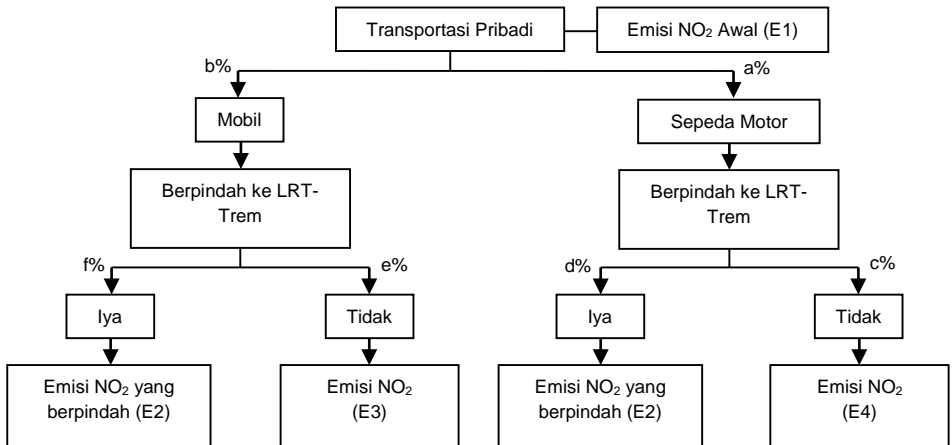 Transportasi Pribadi
Emisi NO₂ Awal (E1)
b%
a%
Mobil
Sepeda Motor
Berpindah ke LRT-
Trem
Berpindah ke LRT-
Trem
f%
e%
d%
c%
Iya
Tidak
Iya
Tidak
Emisi NO₂ yang
berpindah (E2)
Emisi NO₂
(E3)
Emisi NO₂ yang
berpindah (E2)
Emisi NO₂
(E4)